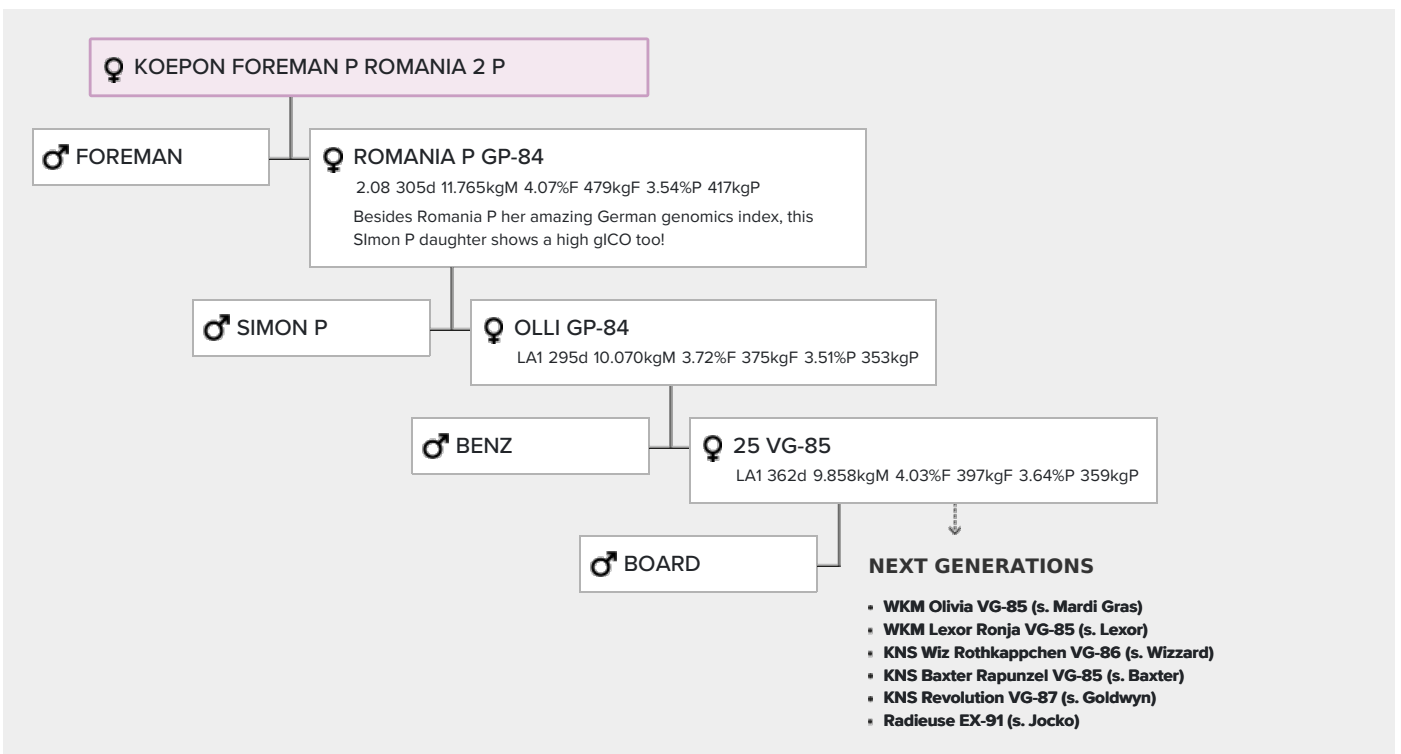 KOEPON FOREMAN P ROMANIA 2 P
FOREMAN
ROMANIA P GP-84
2.08 305d 11.765kgM 4.07%F 479kgF 3.54%P 417kgP
Besides Romania P her amazing German genomics index, this
SImon P daughter shows a high gICO too!
SIMON P
OLLI GP-84
LA1 295d 10.070kgM 3.72%F 375kgF 3.51%P 353kgP
BENZ
25 VG-85
LA1 362d 9.858kgM 4.03%F 397kgF 3.64%P 359kgP
BOARD
NEXT GENERATIONS
WKM Olivia VG-85 (s. Mardi Gras)
WKM Lexor Ronja VG-85 (s. Lexor)
KNS Wiz Rothkappchen VG-86 (s. Wizzard)
KNS Baxter Rapunzel VG-85 (s. Baxter)
KNS Revolution VG-87 (s. Goldwyn)
Radieuse EX-91 (s. Jocko)